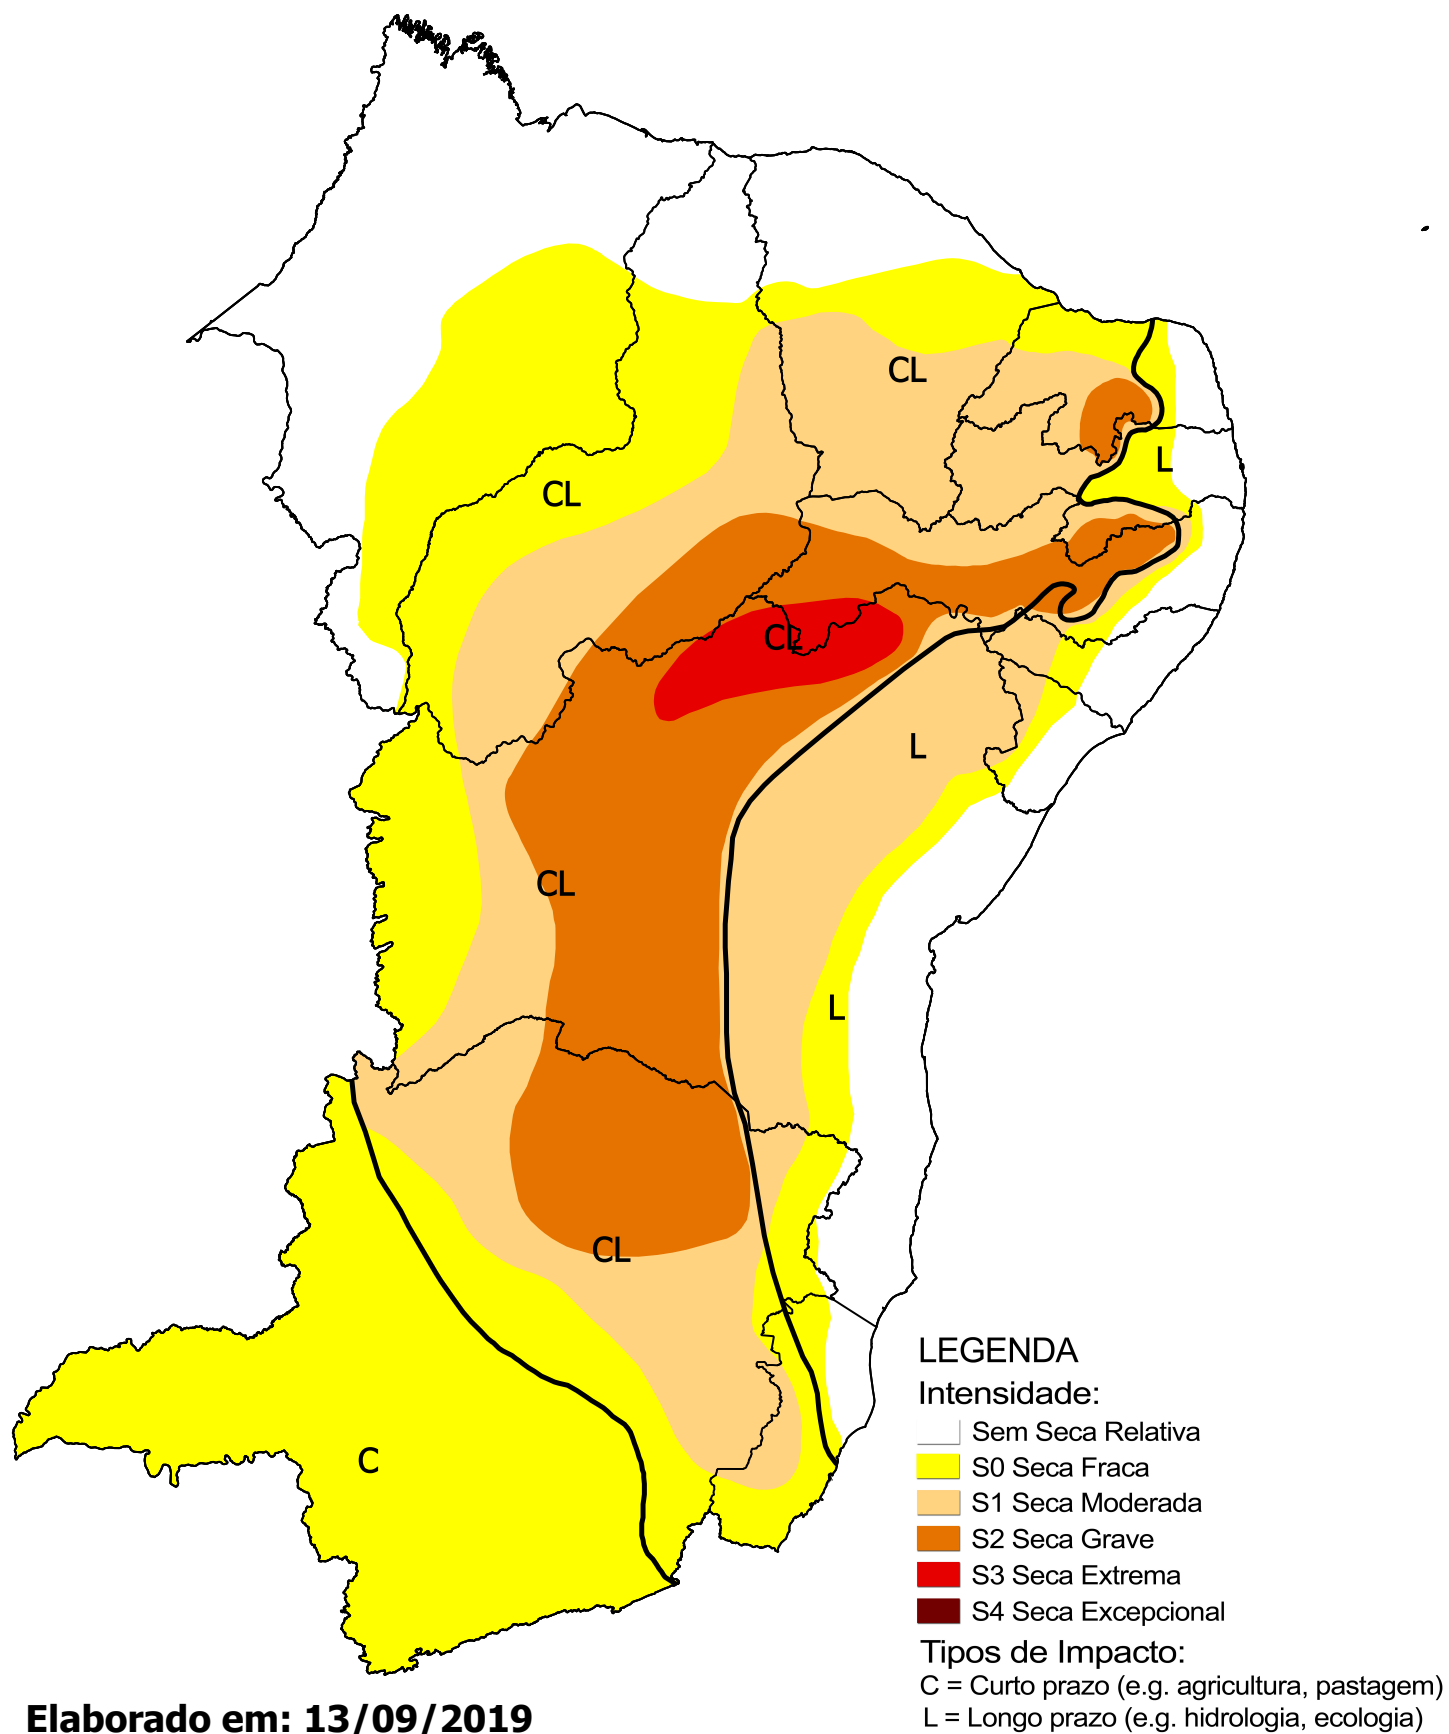 CL
L
CL
CL
L
CL
L
CL
C
LEGENDA
Intensidade:
Sem Seca Relativa
S0 Seca Fraca
S1 Seca Moderada
S2 Seca Grave
S3 Seca Extrema
S4 Seca Excepcional
Tipos de Impacto:
C = Curto prazo (e.g. agricultura, pastagem)
L = Longo prazo (e.g. hidrologia, ecologia)
Elaborado em: 13/09/2019